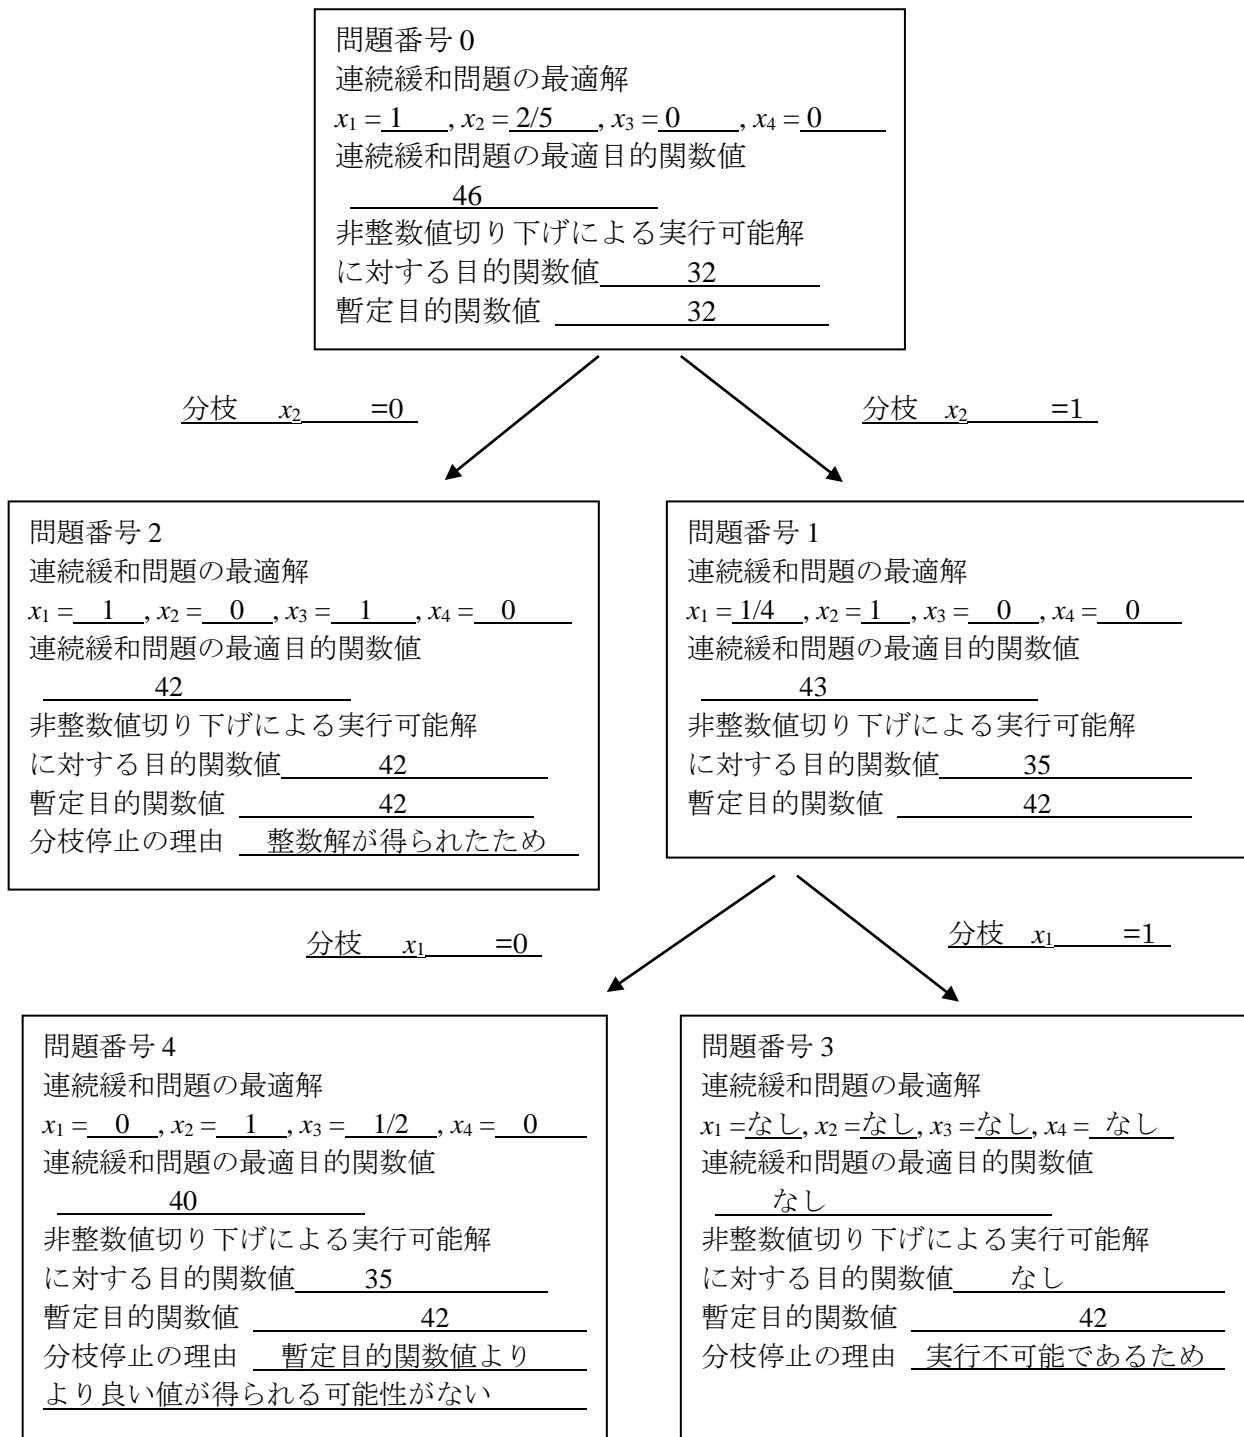 問題番号 0
連続緩和問題の最適解
x1 = 1 , x2 = 2/5 , x3 = 0 , x4 = 0
連続緩和問題の最適目的関数値
46
非整数値切り下げによる実行可能解
に対する目的関数値 32
暫定目的関数値 32
分枝 x2 =0
分枝 x2 =1
問題番号 2
連続緩和問題の最適解
x1 = 1 , x2 = 0 , x3 = 1 , x4 = 0
連続緩和問題の最適目的関数値
42
非整数値切り下げによる実行可能解
に対する目的関数値 42
暫定目的関数値 42
分枝停止の理由 整数解が得られたため
問題番号 1
連続緩和問題の最適解
x1 = 1/4 , x2 = 1 , x3 = 0 , x4 = 0
連続緩和問題の最適目的関数値
43
非整数値切り下げによる実行可能解
に対する目的関数値 35
暫定目的関数値 42
分枝 x1 =0
分枝 x1 =1
問題番号 4
連続緩和問題の最適解
x1 = 0 , x2 = 1 , x3 = 1/2 , x4 = 0
連続緩和問題の最適目的関数値
40
非整数値切り下げによる実行可能解
に対する目的関数値 35
暫定目的関数値 42
分枝停止の理由 暫定目的関数値より
より良い値が得られる可能性がない
問題番号 3
連続緩和問題の最適解
x1 =なし, x2 =なし, x3 =なし, x4 = なし
連続緩和問題の最適目的関数値
なし
非整数値切り下げによる実行可能解
に対する目的関数値 なし
暫定目的関数値 42
分枝停止の理由 実行不可能であるため